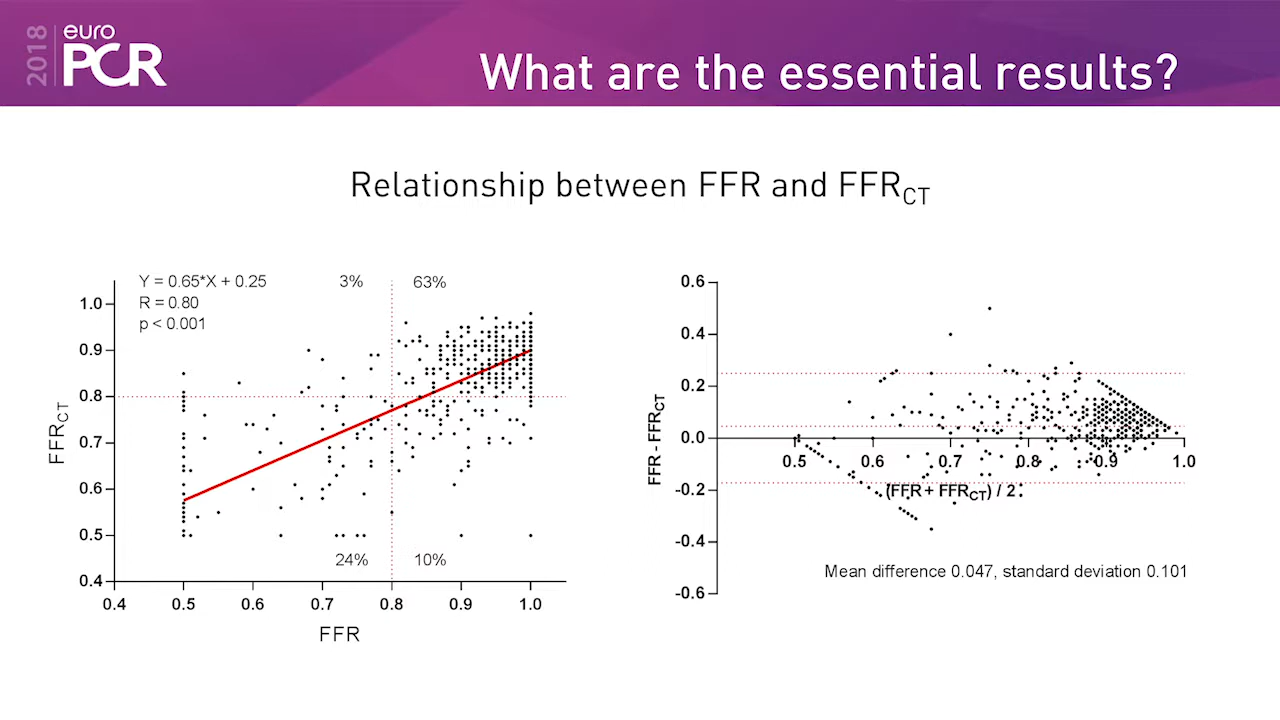 2018
euro
PCR
What are the essential results?
Relationship between FFR and FFRCT
Y = 0.65*X + 0.25
R = 0.80
p < 0.001
3%
63%
1.0
0.9
0.8
0.7
0.6
0.5
0.4
FFRCT
24%
10%
0.4 0.5 0.6 0.7 0.8 0.9 1.0
FFR
0.6
0.4
0.2
0.0
-0.2
-0.4
-0.6
FFR - FFRCT
0.5 0.6 0.7 0.8 0.9 1.0
(FFR + FFRCT) / 2
Mean difference 0.047, standard deviation 0.101